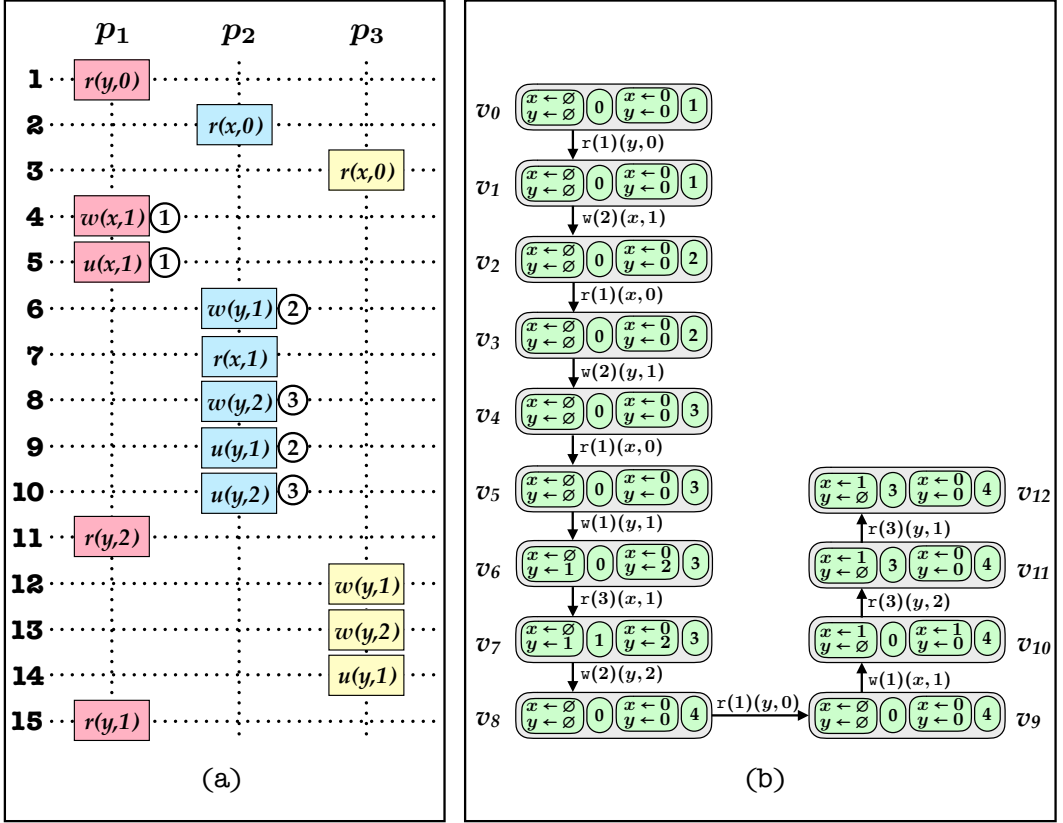 p1 p2 p3
1 r(y,0)
2 r(x,0)
3 r(x,0)
4 w(x,1) 1
5 u(x,1) 1
6 w(y,1) 2
7 r(x,1)
8 w(y,2) 3
9 u(y,1) 2
10 u(y,2) 3
11 r(y,2)
12 w(y,1)
13 w(y,2)
14 u(y,1)
15 r(y,1)
(a)
v0 x ← ∅ y ← ∅ 0 x ← 0 y ← 0 1
r(1)(y,0)
v1 x ← ∅ y ← ∅ 0 x ← 0 y ← 0 1
w(2)(x,1)
v2 x ← ∅ y ← ∅ 0 x ← 0 y ← 0 2
r(1)(x,0)
v3 x ← ∅ y ← ∅ 0 x ← 0 y ← 0 2
w(2)(y,1)
v4 x ← ∅ y ← ∅ 0 x ← 0 y ← 0 3
r(1)(x,0)
v5 x ← ∅ y ← ∅ 0 x ← 0 y ← 0 3
w(1)(y,1)
v6 x ← ∅ y ← 1 0 x ← 0 y ← 2 3
r(3)(x,1)
v7 x ← ∅ y ← 1 1 x ← 0 y ← 2 3
w(2)(y,2)
v8 x ← ∅ y ← ∅ 0 x ← 0 y ← 0 4
r(1)(y,0)
x ← ∅ y ← ∅ 0 x ← 0 y ← 0 4 v9
w(1)(x,1)
x ← 1 y ← ∅ 0 x ← 1 y ← 0 4 v10
r(3)(y,2)
x ← 1 y ← ∅ 3 x ← 0 y ← 0 4 v11
r(3)(y,1)
x ← 1 y ← ∅ 3 x ← 0 y ← 0 4 v12
(b)